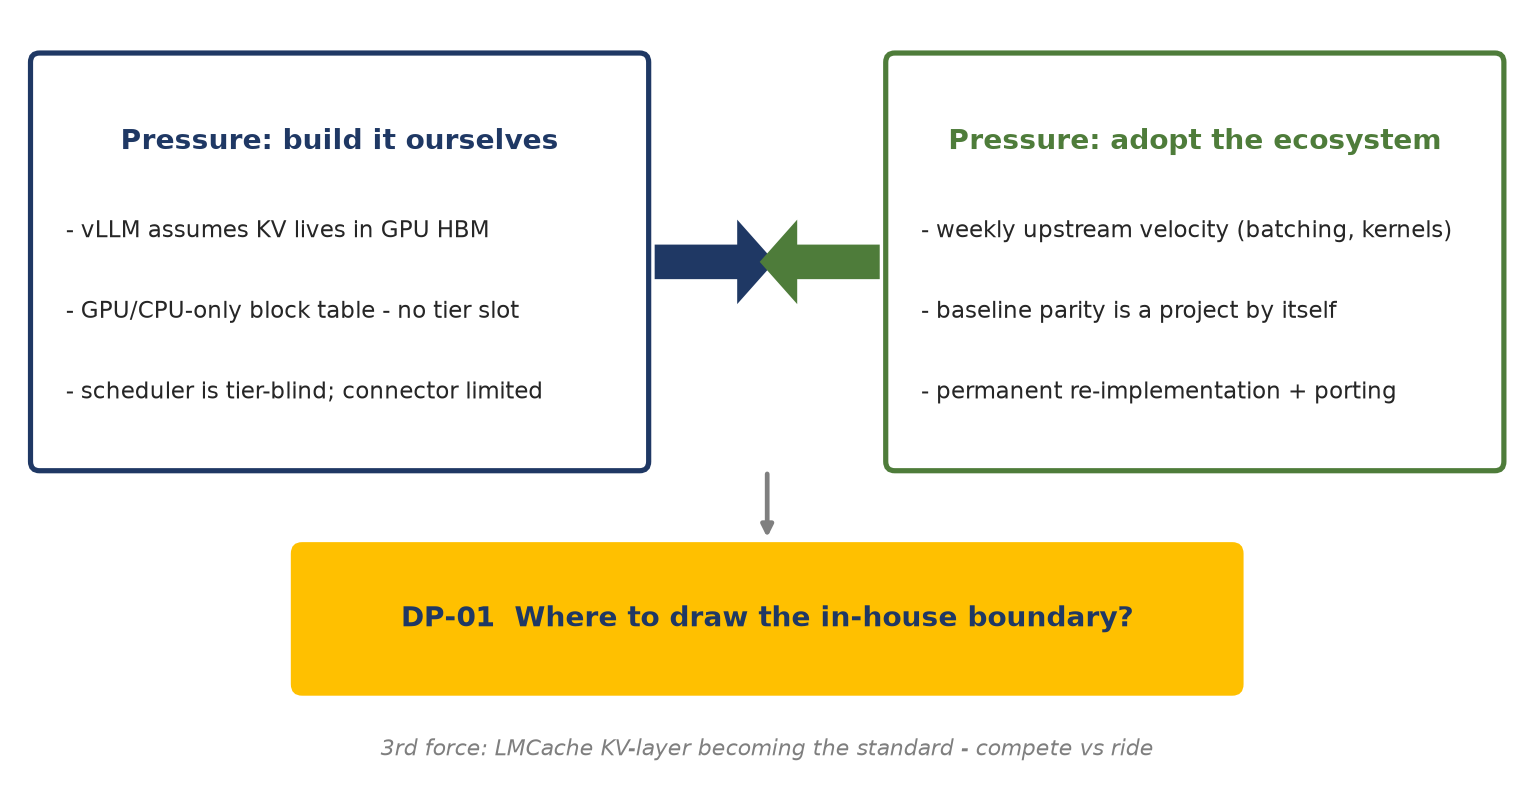 Pressure: build it ourselves
- vLLM assumes KV lives in GPU HBM
- GPU/CPU-only block table - no tier slot
- scheduler is tier-blind; connector limited
Pressure: adopt the ecosystem
- weekly upstream velocity (batching, kernels)
- baseline parity is a project by itself
- permanent re-implementation + porting
DP-01  Where to draw the in-house boundary?
3rd force: LMCache KV-layer becoming the standard - compete vs ride